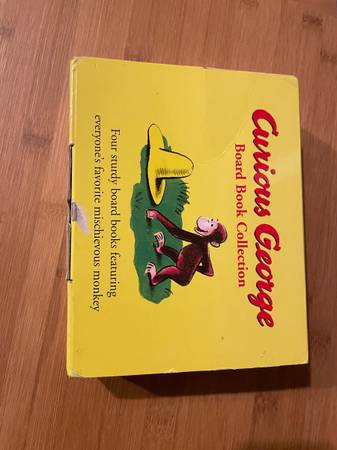 Curious George
Board Book Collection
Four sturdy board books featuring
everyone's favorite mischievous monkey